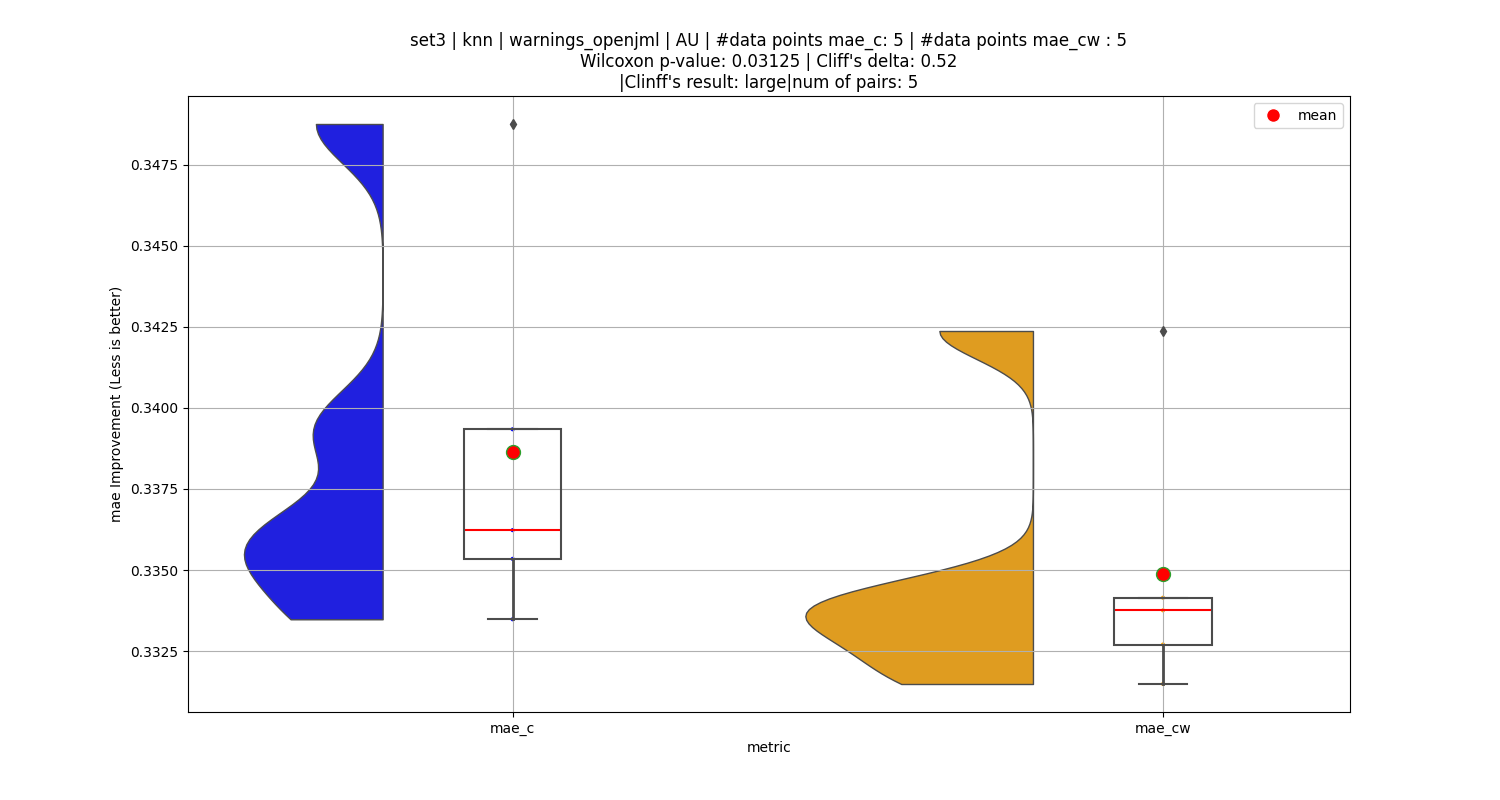 set3 | knn | warnings_openjml | AU | #data points mae_c: 5 | #data points mae_cw : 5
Wilcoxon p-value: 0.03125 | Cliff's delta: 0.52
|Clinff's result: large|num of pairs: 5
mean
0.3475
0.3450
0.3425
0.3400
0.3375
0.3350
0.3325
mae Improvement (Less is better)
mae_c
mae_cw
metric